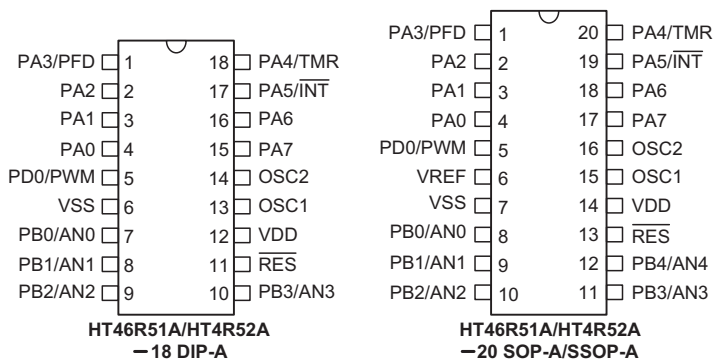 PA3/PFD 1 18 PA4/TMR
PA2 2 17 PA5/INT
PA1 3 16 PA6
PA0 4 15 PA7
PD0/PWM 5 14 OSC2
VSS 6 13 OSC1
PB0/AN0 7 12 VDD
PB1/AN1 8 11 RES
PB2/AN2 9 10 PB3/AN3
HT46R51A/HT4R52A
–18 DIP-A
PA3/PFD 1 20 PA4/TMR
PA2 2 19 PA5/INT
PA1 3 18 PA6
PA0 4 17 PA7
PD0/PWM 5 16 OSC2
VREF 6 15 OSC1
VSS 7 14 VDD
PB0/AN0 8 13 RES
PB1/AN1 9 12 PB4/AN4
PB2/AN2 10 11 PB3/AN3
HT46R51A/HT4R52A
–20 SOP-A/SSOP-A